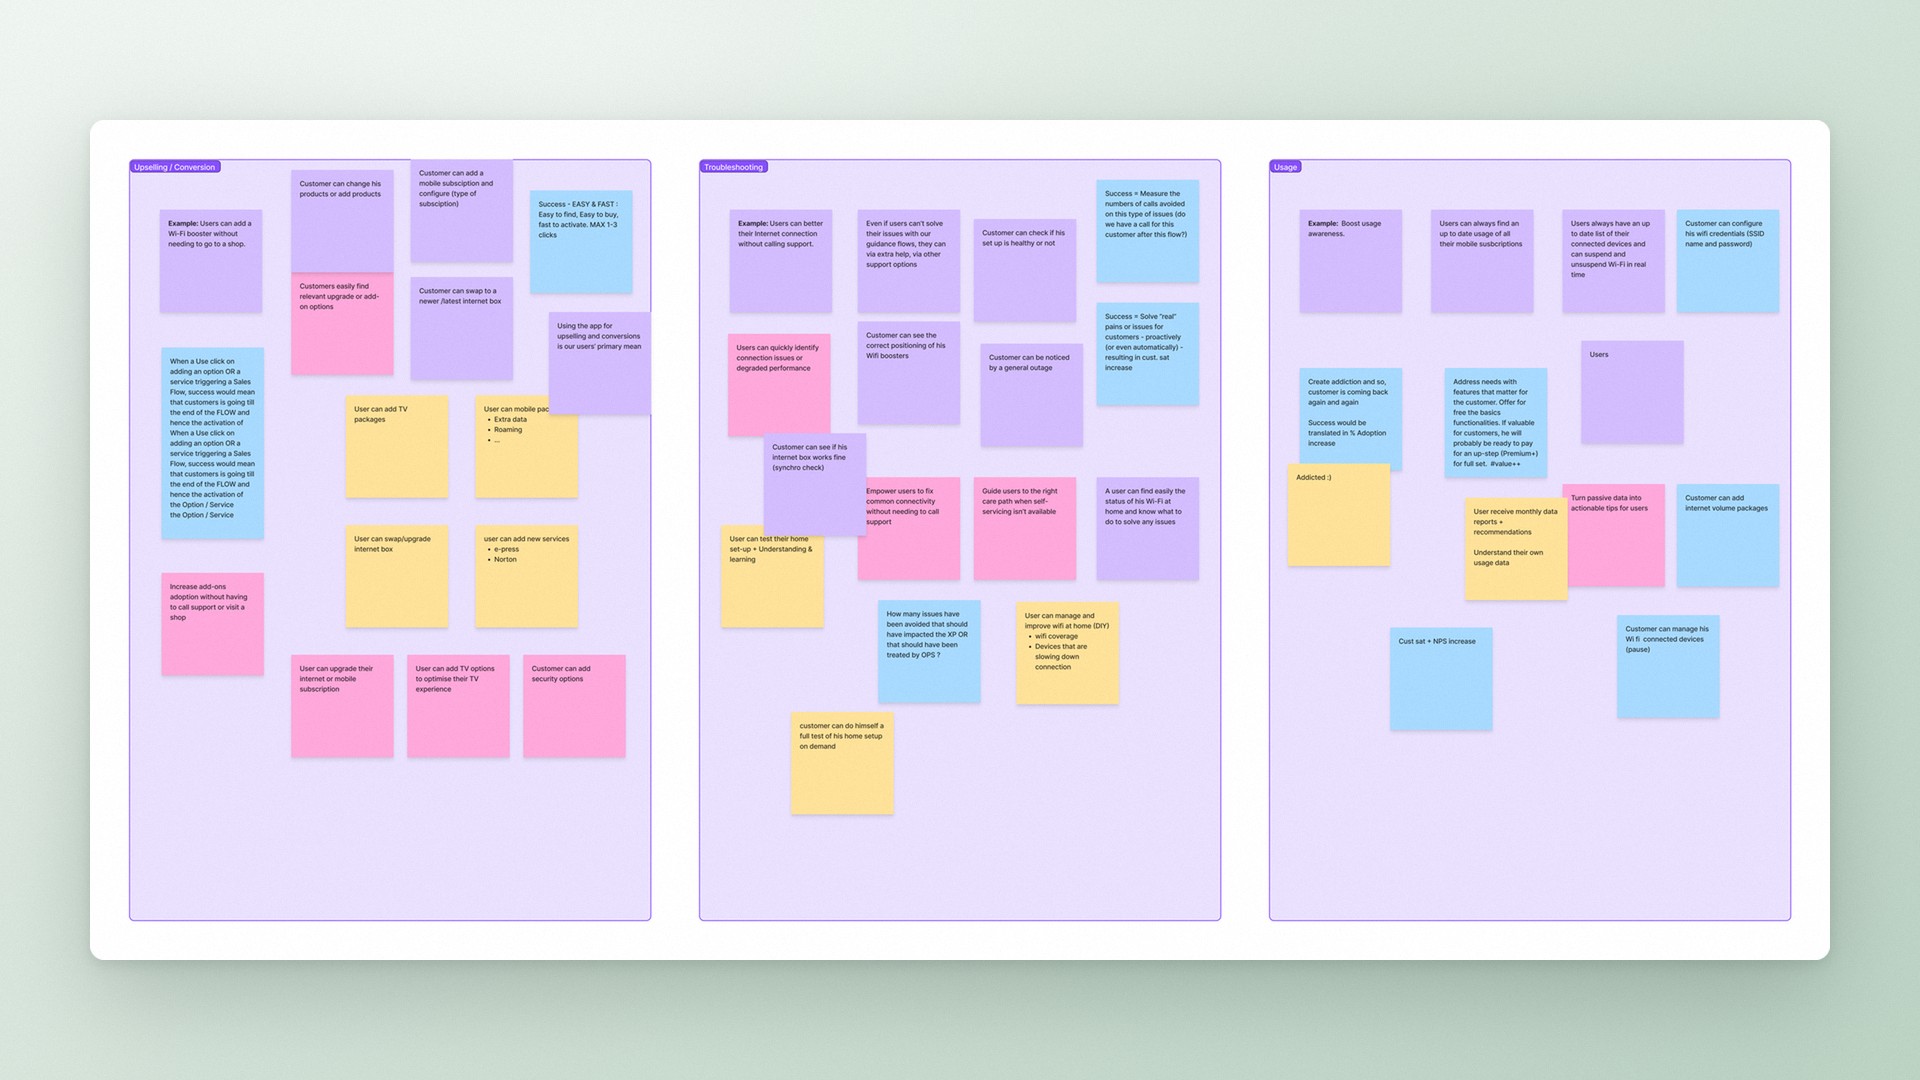 Upselling / Conversion
Example: Users can add a
Wi-Fi booster without
needing to go to a shop.
Customer can change his
products or add products
Customer can add a
mobile subsciption and
configure (type of
subsciption)
Success - EASY & FAST :
Easy to find, Easy to buy,
fast to activate. MAX 1-3
clicks
Customers easily find
relevant upgrade or add-
on options
Customer can swap to a
newer /latest internet box
Using the app for
upselling and conversions
is our users' primary mean
When a Use click on
adding an option OR a
service triggering a Sales
Flow, success would mean
that customers is going till
the end of the FLOW and
hence the activation of
When a Use click on
adding an option OR a
service triggering a Sales
Flow, success would mean
that customers is going till
the end of the FLOW and
hence the activation of
the Option / Service
the Option / Service
User can add TV
packages
User can mobile pac
• Extra data
• Roaming
• ...
User can swap/upgrade
internet box
user can add new services
• e-press
• Norton
Increase add-ons
adoption without having
to call support or visit a
shop
User can upgrade their
internet or mobile
subscription
User can add TV options
to optimise their TV
experience
Customer can add
security options
Troubleshooting
Example: Users can better
their Internet connection
without calling support.
Even if users can't solve
their issues with our
guidance flows, they can
via extra help, via other
support options
Customer can check if his
set up is healthy or not
Success = Measure the
numbers of calls avoided
on this type of issues (do
we have a call for this
customer after this flow?)
Users can quickly identify
connection issues or
degraded performance
Customer can see the
correct positioning of his
Wifi boosters
Customer can be noticed
by a general outage
Success = Solve "real"
pains or issues for
customers - proactively
(or even automatically) -
resulting in cust. sat
increase
Customer can see if his
internet box works fine
(synchro check)
Empower users to fix
common connectivity
without needing to call
support
Guide users to the right
care path when self-
servicing isn't available
A user can find easily the
status of his Wi-Fi at
home and know what to
do to solve any issues
User can test their home
set-up + Understanding &
learning
How many issues have
been avoided that should
have impacted the XP OR
that should have been
treated by OPS ?
User can manage and
improve wifi at home (DIY)
• wifi coverage
• Devices that are
slowing down
connection
customer can do himself a
full test of his home setup
on demand
Usage
Example: Boost usage
awareness.
Users can always find an
up to date usage of all
their mobile susbcriptions
Users always have an up
to date list of their
connected devices and
can suspend and
unsuspend Wi-Fi in real
time
Customer can configure
his wifi credentials (SSID
name and password)
Users
Create addiction and so,
customer is coming back
again and again
Success would be
translated in % Adoption
increase
Address needs with
features that matter for
the customer. Offer for
free the basics
functionalities. If valuable
for customers, he will
probably be ready to pay
for an up-step (Premium+)
for full set. #value++
Addicted :)
User receive monthly data
reports +
recommendations
Understand their own
usage data
Turn passive data into
actionable tips for users
Customer can add
internet volume packages
Cust sat + NPS increase
Customer can manage his
Wi fi connected devices
(pause)